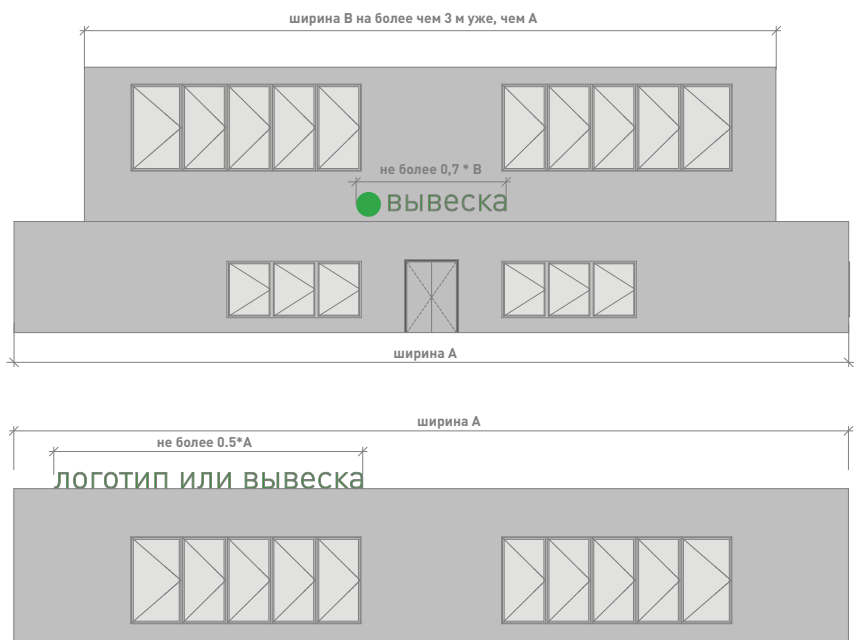 ширина В на более чем 3 м уже, чем А
не более 0,7 * В
вывеска
ширина А
ширина А
не более 0.5*А
логотип или вывеска